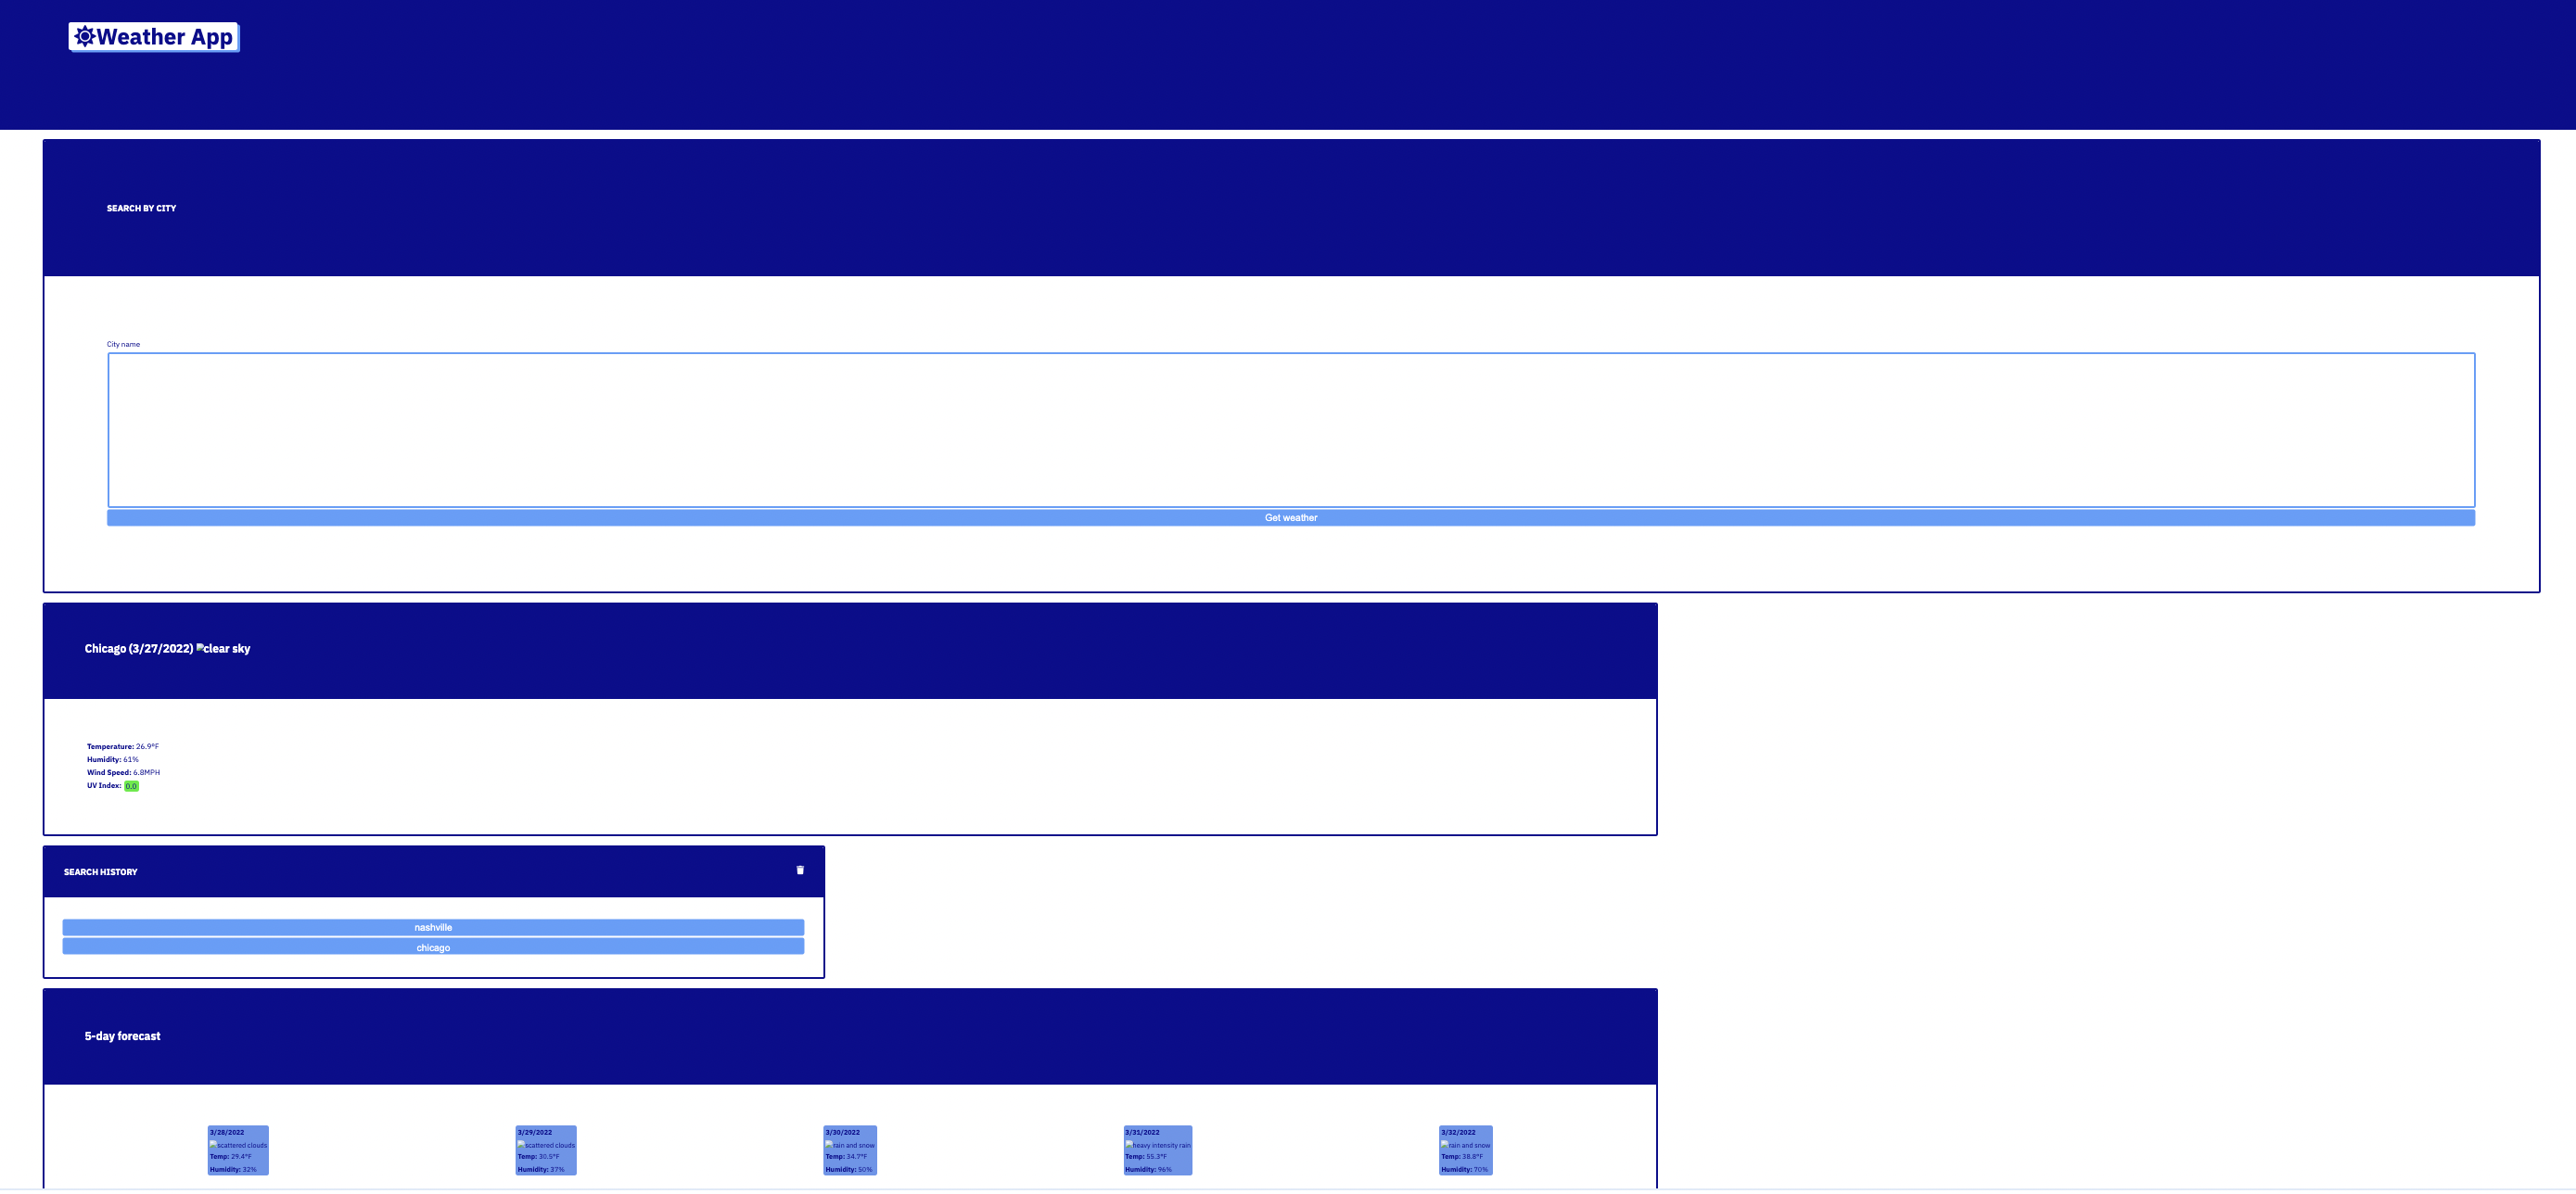 Weather App
SEARCH BY CITY
City name
Get weather
Chicago (3/27/2022) clear sky
Temperature: 26.9°F
Humidity: 61%
Wind Speed: 6.8MPH
UV Index: 0.0
SEARCH HISTORY
nashville
chicago
5-day forecast
3/28/2022
scattered clouds
Temp: 29.4°F
Humidity: 32%
3/29/2022
scattered clouds
Temp: 30.5°F
Humidity: 37%
3/30/2022
rain and snow
Temp: 34.7°F
Humidity: 50%
3/31/2022
heavy intensity rain
Temp: 55.3°F
Humidity: 96%
3/32/2022
rain and snow
Temp: 38.8°F
Humidity: 70%